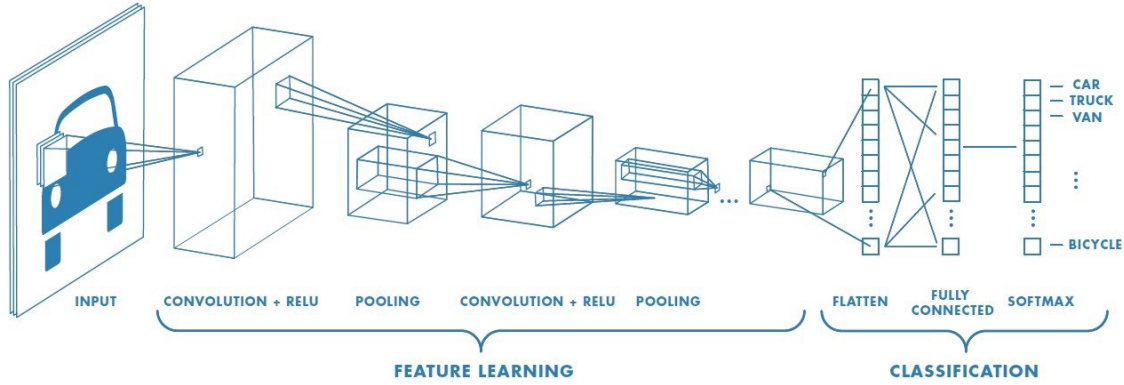 CAR
TRUCK
VAN
BICYCLE
INPUT
CONVOLUTION + RELU
POOLING
CONVOLUTION + RELU
POOLING
FLATTEN
FULLY
CONNECTED
SOFTMAX
FEATURE LEARNING
CLASSIFICATION